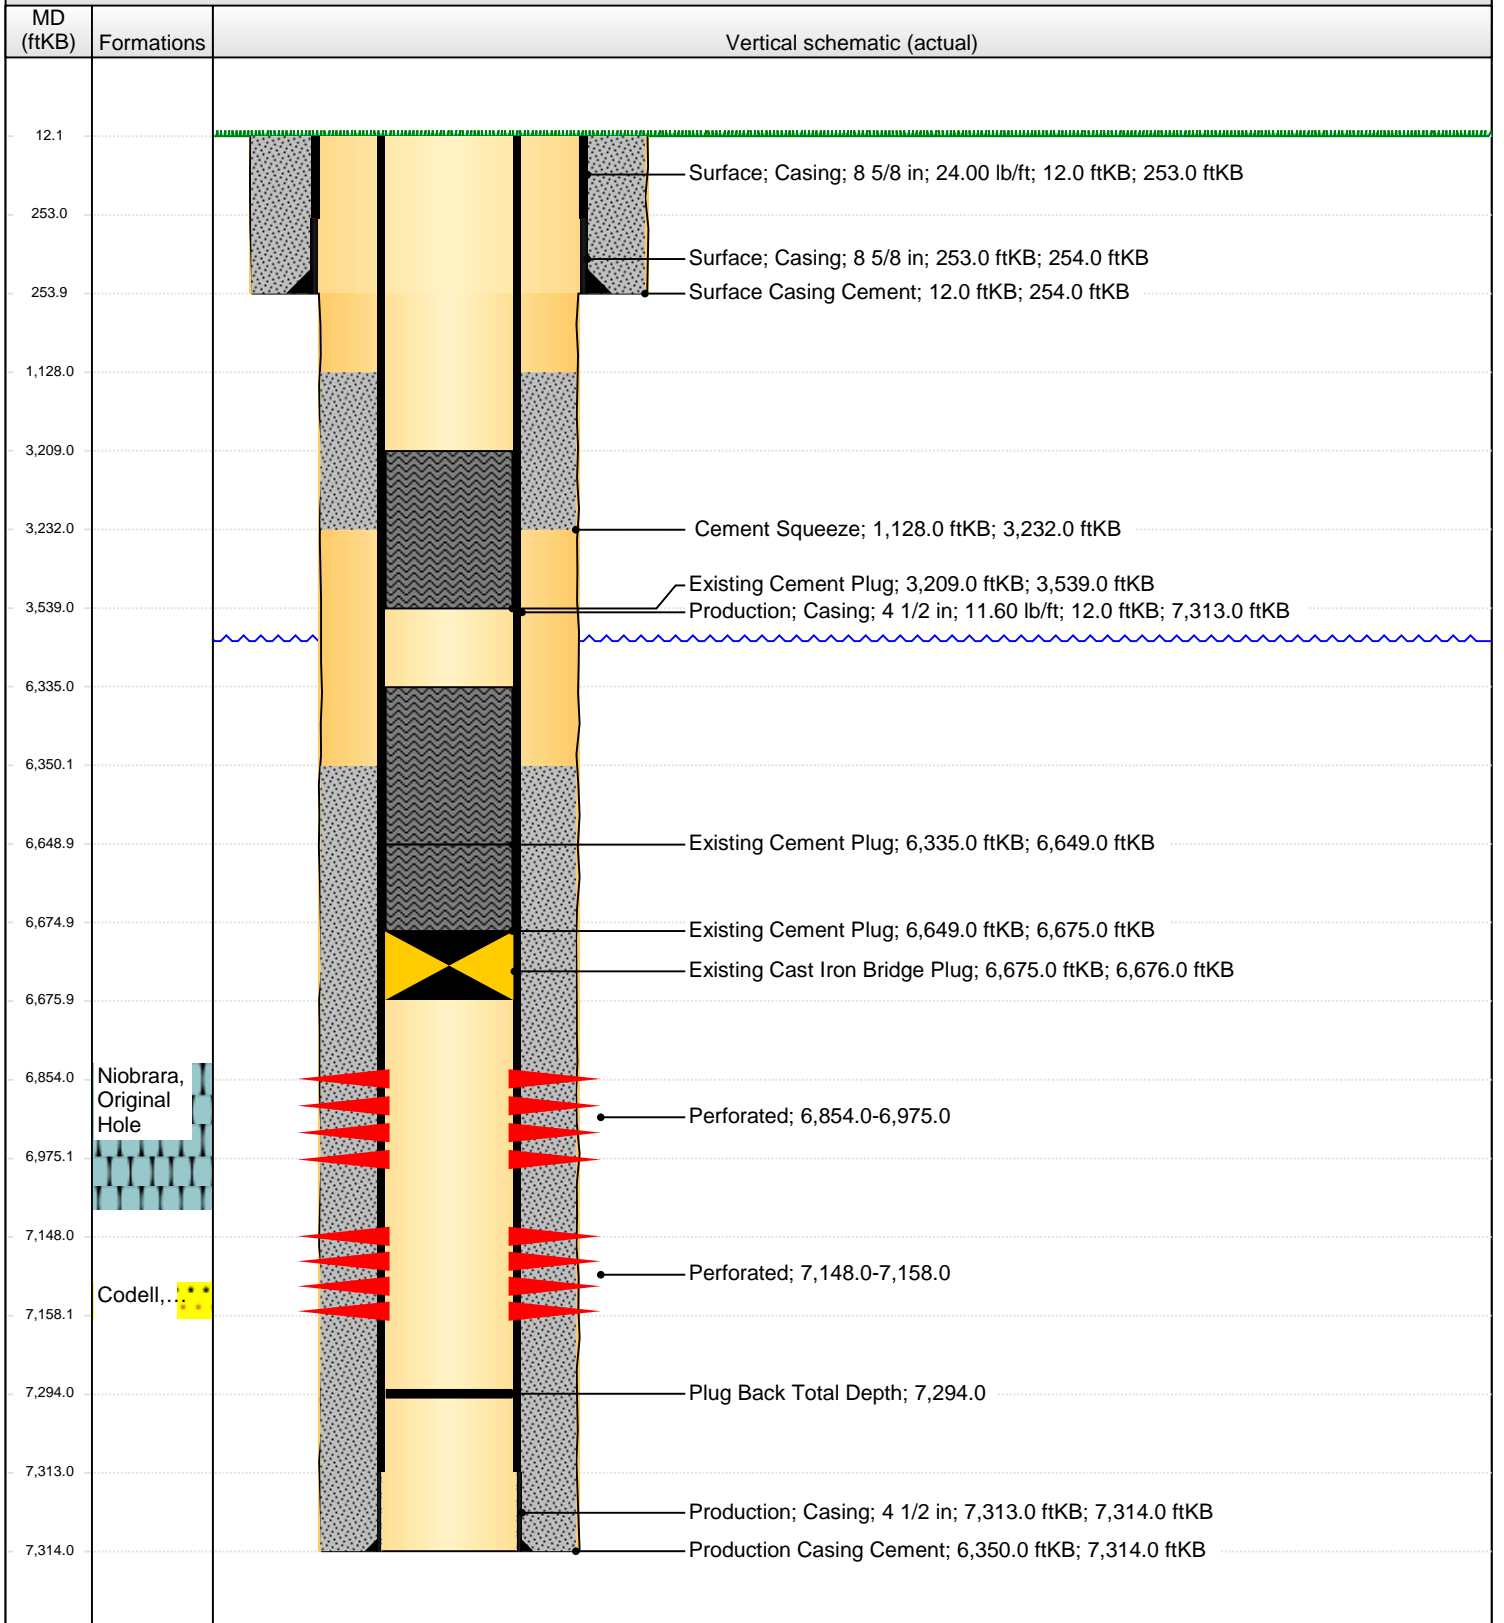 MD
(ftKB)
Formations
Vertical schematic (actual)
12.1
Surface; Casing; 8 5/8 in; 24.00 lb/ft; 12.0 ftKB; 253.0 ftKB
253.0
Surface; Casing; 8 5/8 in; 253.0 ftKB; 254.0 ftKB
253.9
Surface Casing Cement; 12.0 ftKB; 254.0 ftKB
1,128.0
3,209.0
3,232.0
Cement Squeeze; 1,128.0 ftKB; 3,232.0 ftKB
Existing Cement Plug; 3,209.0 ftKB; 3,539.0 ftKB
3,539.0
Production; Casing; 4 1/2 in; 11.60 lb/ft; 12.0 ftKB; 7,313.0 ftKB
6,335.0
6,350.1
6,648.9
Existing Cement Plug; 6,335.0 ftKB; 6,649.0 ftKB
6,674.9
Existing Cement Plug; 6,649.0 ftKB; 6,675.0 ftKB
Existing Cast Iron Bridge Plug; 6,675.0 ftKB; 6,676.0 ftKB
6,675.9
6,854.0
Niobrara,
Original
Hole
Perforated; 6,854.0-6,975.0
6,975.1
7,148.0
Perforated; 7,148.0-7,158.0
Codell,...
7,158.1
7,294.0
Plug Back Total Depth; 7,294.0
7,313.0
Production; Casing; 4 1/2 in; 7,313.0 ftKB; 7,314.0 ftKB
7,314.0
Production Casing Cement; 6,350.0 ftKB; 7,314.0 ftKB